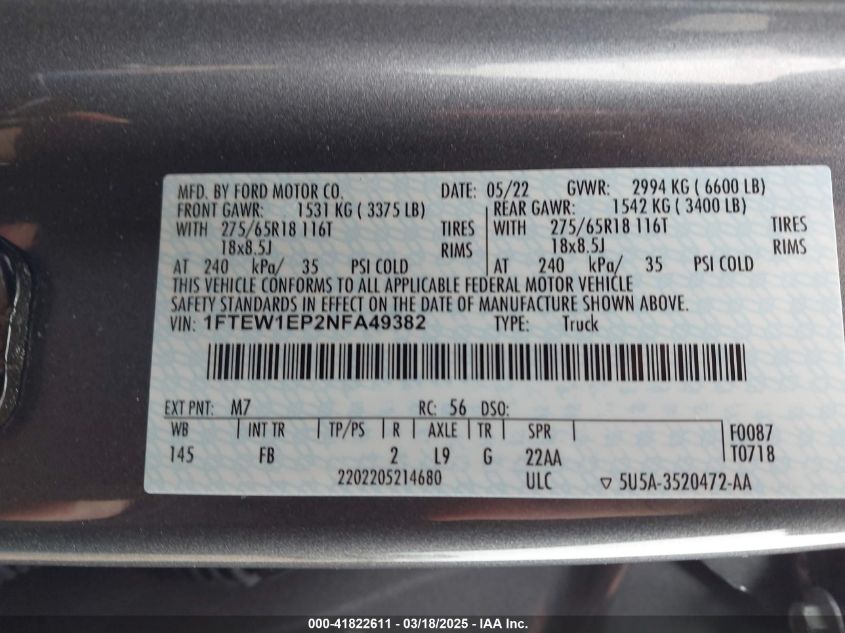 MFD. BY FORD MOTOR CO. DATE: 05/22 GVWR: 2994 KG ( 6600 LB)
FRONT GAWR: 1531 KG ( 3375 LB) REAR GAWR: 1542 KG ( 3400 LB)
WITH 275/65R18 116T TIRES WITH 275/65R18 116T TIRES
18x8.5J RIMS 18x8.5J RIMS
AT 240 kPa/ 35 PSI COLD AT 240 kPa/ 35 PSI COLD
THIS VEHICLE CONFORMS TO ALL APPLICABLE FEDERAL MOTOR VEHICLE
SAFETY STANDARDS IN EFFECT ON THE DATE OF MANUFACTURE SHOWN ABOVE.
VIN: 1FTEW1EP2NFA49382 TYPE: Truck
EXT PNT: M7 RC: 56 DSO:
WB INT TR TP/PS R AXLE TR SPR F0087
145 FB 2 L9 G 22AA T0718
2202205214680 ULC ▽ 5U5A-3520472-AA
000-41822611 - 03/18/2025 - IAA Inc.